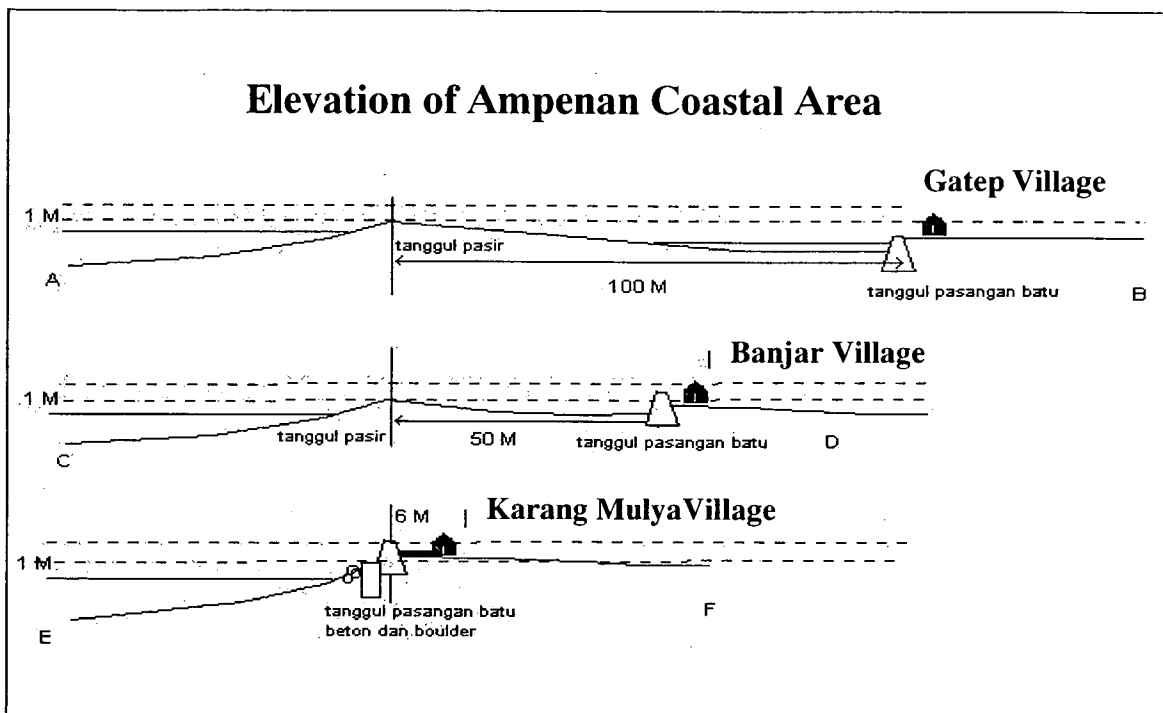 Elevation of Ampenan Coastal Area
Gatep Village
1 M
tanggul pasir
100 M
tanggul pasangan batu
A
B
Banjar Village
1 M
tanggul pasir
50 M
tanggul pasangan batu
C
D
6 M
Karang MulyaVillage
1 M
tanggul pasangan batu
beton dan boulder
E
F